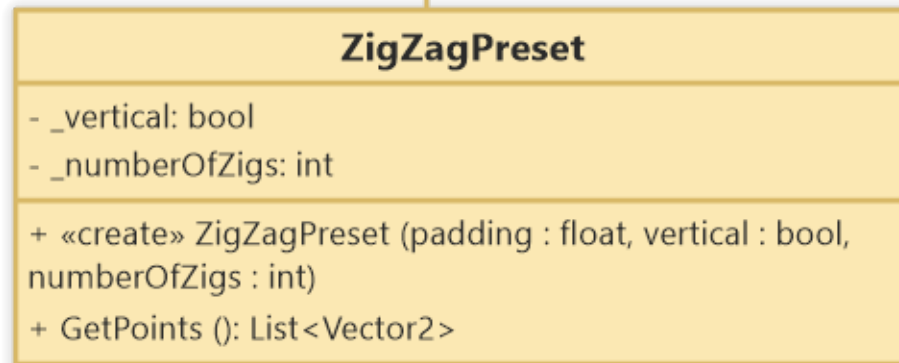 ZigZagPreset
- _vertical: bool
- _numberOfZigs: int
+ «create» ZigZagPreset (padding : float, vertical : bool,
numberOfZigs : int)
+ GetPoints (): List<Vector2>